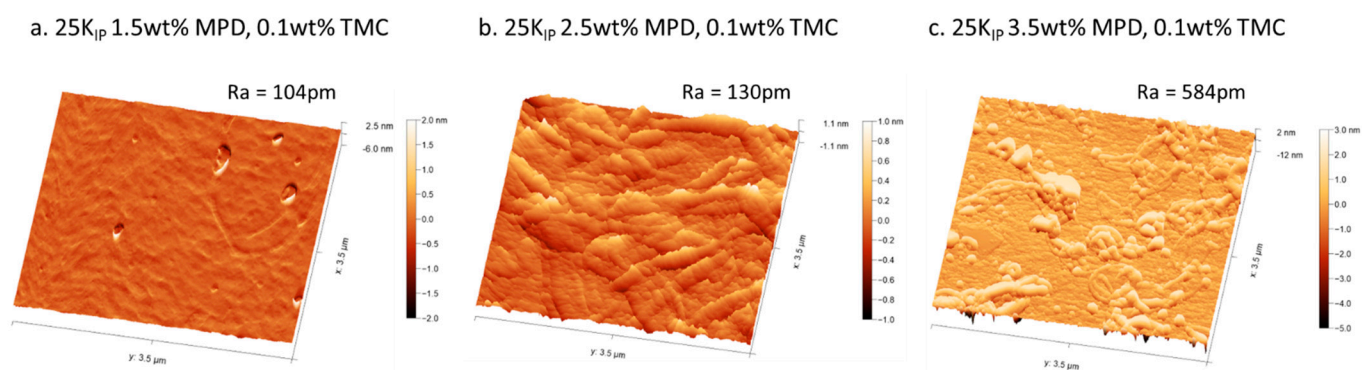 a. 25K_IP 1.5wt% MPD, 0.1wt% TMC
Ra = 104pm
2.5 nm
-6.0 nm
2.0 nm
1.5
1.0
0.5
0.0
-0.5
-1.0
-1.5
-2.0
x: 3.5 µm
y: 3.5 µm
b. 25K_IP 2.5wt% MPD, 0.1wt% TMC
Ra = 130pm
1.1 nm
-1.1 nm
1.0 nm
0.8
0.6
0.4
0.2
0.0
-0.2
-0.4
-0.6
-0.8
-1.0
x: 3.5 µm
y: 3.5 µm
c. 25K_IP 3.5wt% MPD, 0.1wt% TMC
Ra = 584pm
2 nm
-12 nm
3.0 nm
2.0
1.0
0.0
-1.0
-2.0
-3.0
-4.0
-5.0
x: 3.5 µm
y: 3.5 µm